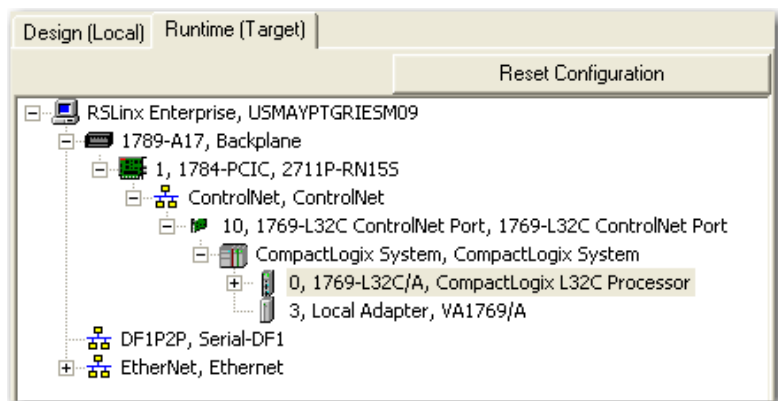 Design (Local) Runtime (Target)
Reset Configuration
RSLinx Enterprise, USMAYPTGRIESM09
1789-A17, Backplane
1, 1784-PCIC, 2711P-RN15S
ControlNet, ControlNet
10, 1769-L32C ControlNet Port, 1769-L32C ControlNet Port
CompactLogix System, CompactLogix System
0, 1769-L32C/A, CompactLogix L32C Processor
3, Local Adapter, VA1769/A
DF1P2P, Serial-DF1
EtherNet, Ethernet